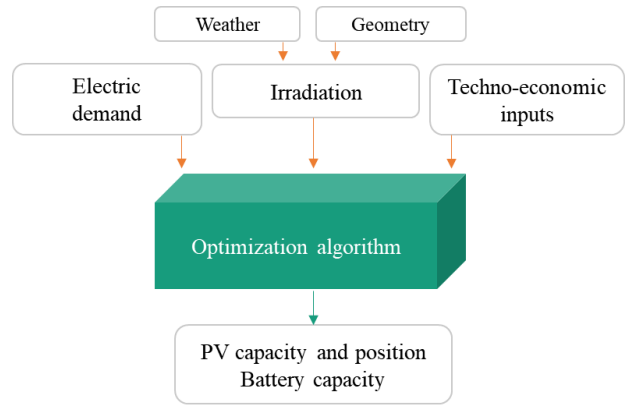 Weather
Geometry
Electric
demand
Irradiation
Techno-economic
inputs
Optimization algorithm
PV capacity and position
Battery capacity